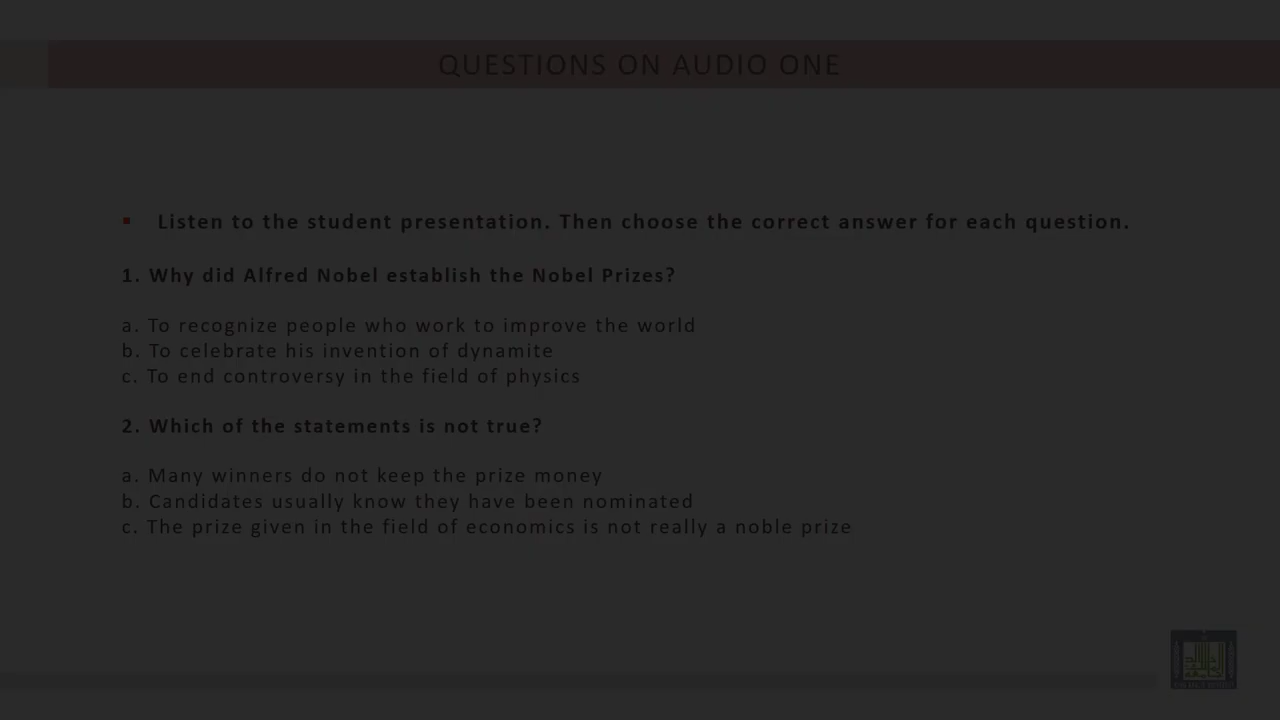 QUESTIONS ON AUDIO ONE
▪ Listen to the student presentation. Then choose the correct answer for each question.
1. Why did Alfred Nobel establish the Nobel Prizes?
a. To recognize people who work to improve the world
b. To celebrate his invention of dynamite
c. To end controversy in the field of physics
2. Which of the statements is not true?
a. Many winners do not keep the prize money
b. Candidates usually know they have been nominated
c. The prize given in the field of economics is not really a noble prize